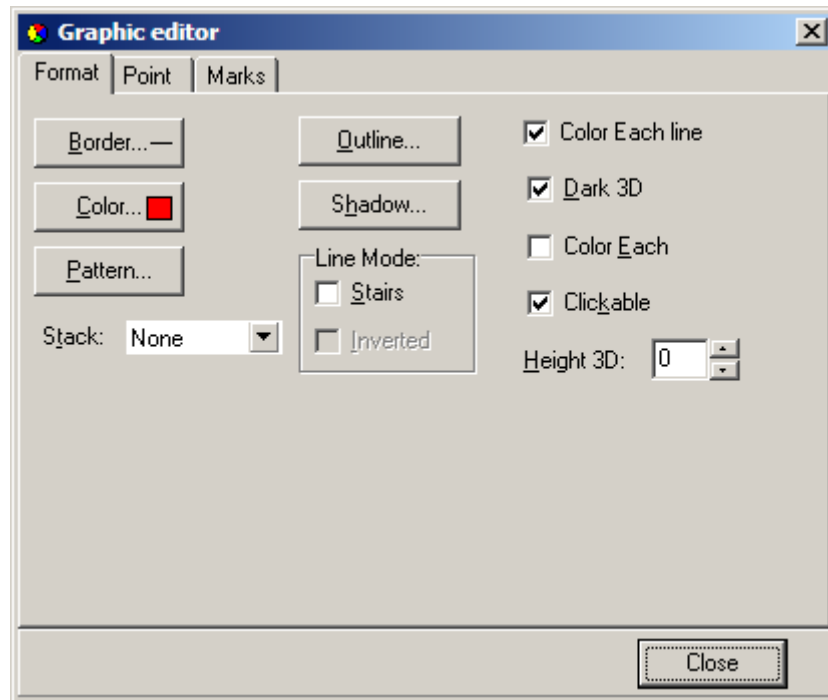 Graphic editor
Format Point Marks
Border...
Color...
Pattern...
Stack: None
Outline...
Shadow...
Line Mode:
Stairs
Inverted
Color Each line
Dark 3D
Color Each
Clickable
Height 3D: 0
Close